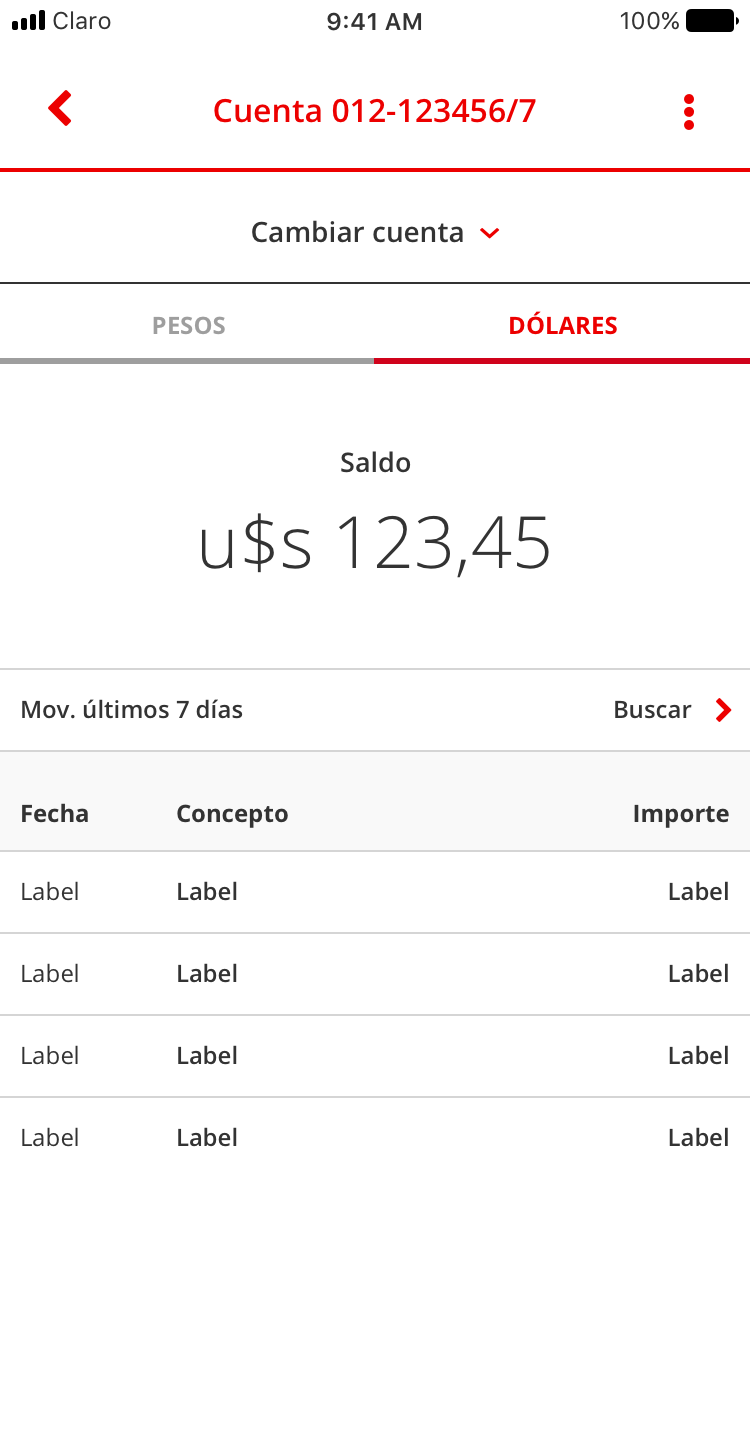 Claro 9:41 AM 100%
Cuenta 012-123456/7
Cambiar cuenta
PESOS DÓLARES
Saldo
u$s 123,45
Mov. últimos 7 días Buscar
Fecha Concepto Importe
Label Label Label
Label Label Label
Label Label Label
Label Label Label